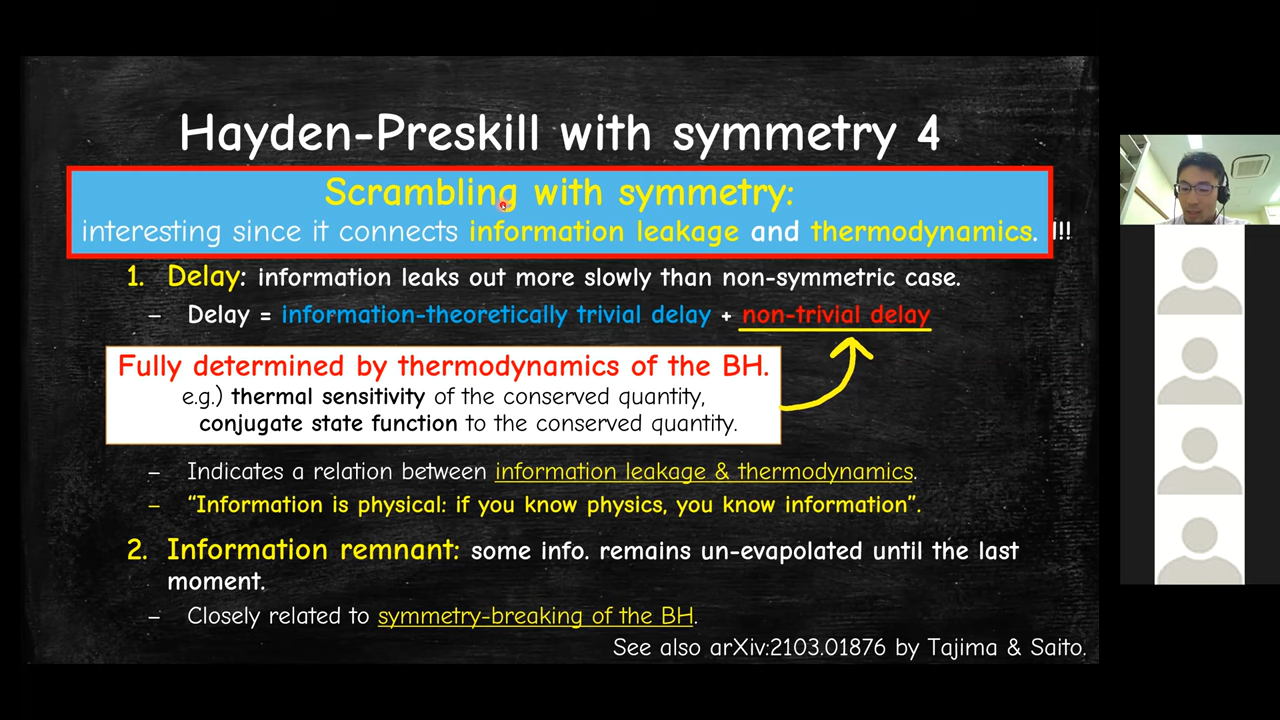 Hayden-Preskill with symmetry 4
Scrambling with symmetry:
interesting since it connects information leakage and thermodynamics.
!!!
1. Delay: information leaks out more slowly than non-symmetric case.
– Delay = information-theoretically trivial delay + non-trivial delay
Fully determined by thermodynamics of the BH.
e.g.) thermal sensitivity of the conserved quantity,
conjugate state function to the conserved quantity.
– Indicates a relation between information leakage & thermodynamics.
– “Information is physical: if you know physics, you know information”.
2. Information remnant: some info. remains un-evapolated until the last
moment.
– Closely related to symmetry-breaking of the BH.
See also arXiv:2103.01876 by Tajima & Saito.